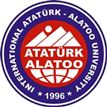 INTERNATIONAL ATATÜRK - ALATOO UNIVERSITY
ATATÜRK
ALATOO
* 1996 *